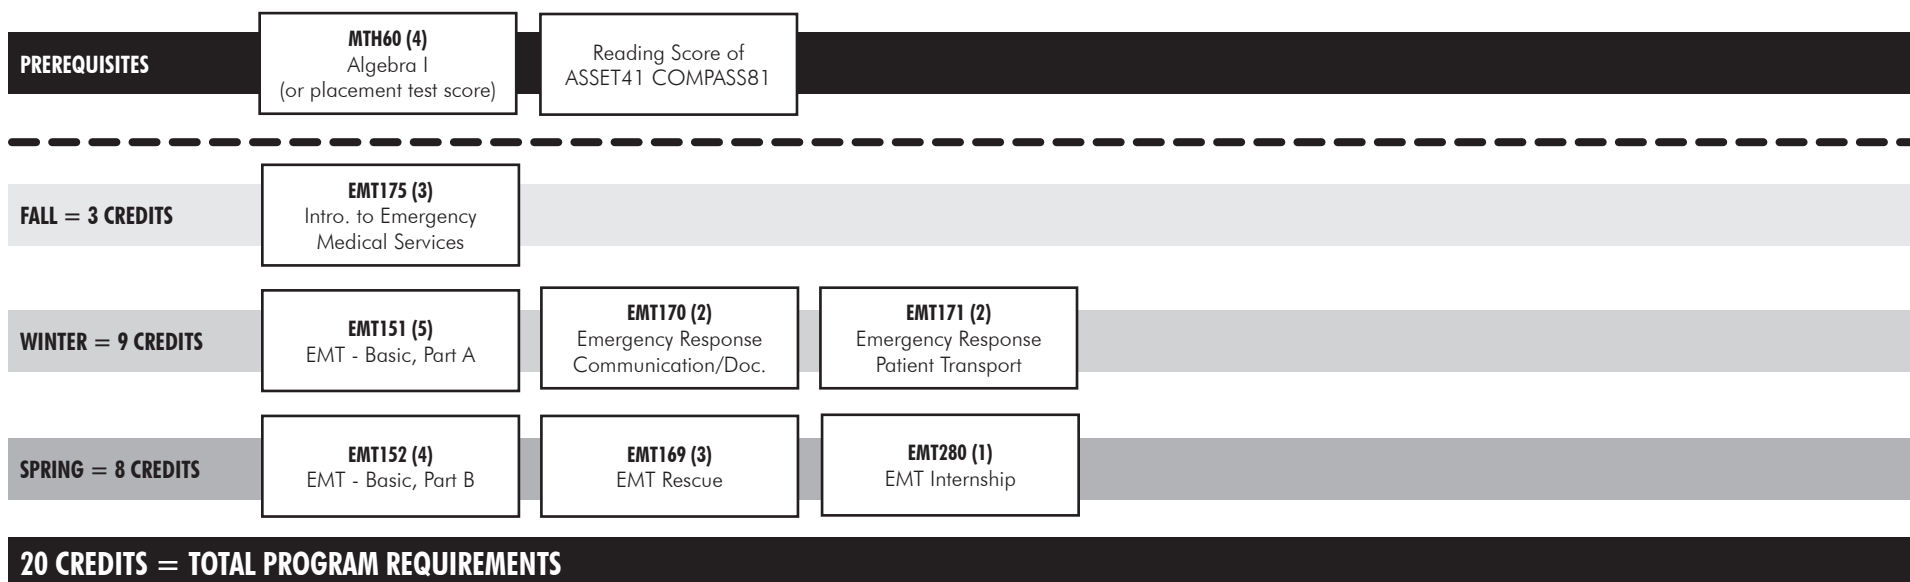 PREREQUISITES
MTH60 (4)
Algebra I
(or placement test score)
Reading Score of
ASSET41 COMPASS81
FALL = 3 CREDITS
EMT175 (3)
Intro. to Emergency
Medical Services
WINTER = 9 CREDITS
EMT151 (5)
EMT - Basic, Part A
EMT170 (2)
Emergency Response
Communication/Doc.
EMT171 (2)
Emergency Response
Patient Transport
SPRING = 8 CREDITS
EMT152 (4)
EMT - Basic, Part B
EMT169 (3)
EMT Rescue
EMT280 (1)
EMT Internship
20 CREDITS = TOTAL PROGRAM REQUIREMENTS